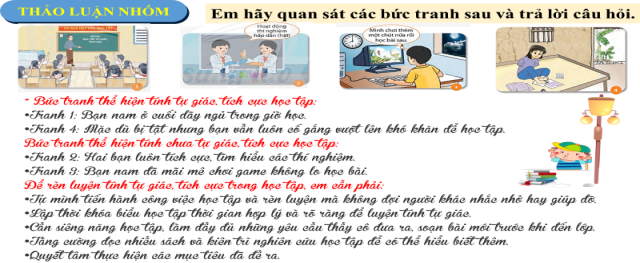 THẢO LUẬN NHÓM
Em hãy quan sát các bức tranh sau và trả lời câu hỏi.
Hoạt động thí nghiệm hấp dẫn thật!
Mình chơi thêm một chút nữa rồi học bài sau.
- Bức tranh thể hiện tính tự giác, tích cực học tập:
•Tranh 1: Bạn nam ở cuối dãy ngủ trong giờ học.
•Tranh 4: Mặc dù bị tật nhưng bạn vẫn luôn cố gắng vượt lên khó khăn để học tập.
Bức tranh thể hiện tính chưa tự giác, tích cực học tập:
•Tranh 2: Hai bạn luôn tích cực, tìm hiểu các thí nghiệm.
•Tranh 3: Bạn nam đã mãi mê chơi game không lo học bài.
Để rèn luyện tính tự giác, tích cực trong học tập, em cần phải:
•Tự mình tiến hành công việc học tập và rèn luyện mà không đợi người khác nhắc nhở hay giúp đỡ.
•Lập thời khóa biểu học tập thời gian hợp lý và rõ ràng để luyện tính tự giác.
•Cần siêng năng học tập, làm đầy đủ những yêu cầu thầy cô đưa ra, soạn bài mới trước khi đến lớp.
•Tăng cường đọc nhiều sách và kiên trì nghiên cứu học tập để có thể hiểu biết thêm.
•Quyết tâm thực hiện các mục tiêu đã đề ra.